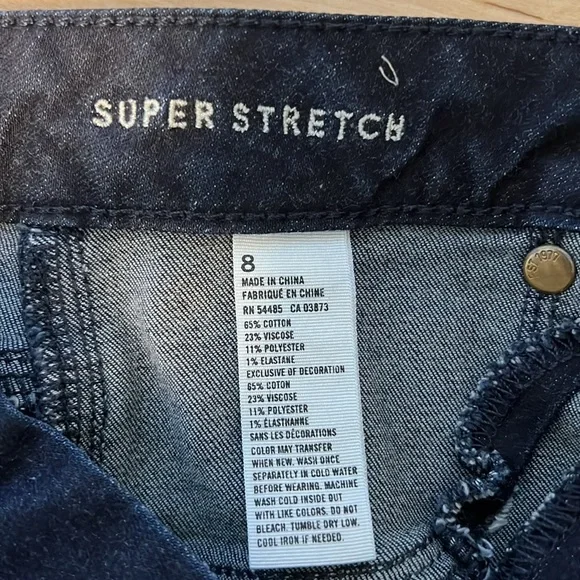 SUPER STRETCH
8
MADE IN CHINA
FABRIQUÉ EN CHINE
RN 54485 CA 03873
65% COTTON
23% VISCOSE
11% POLYESTER
1% ELASTANE
EXCLUSIVE OF DECORATION
65% COTON
23% VISCOSE
11% POLYESTER
1% ÉLASTHANNE
SANS LES DÉCORATIONS
COLOR MAY TRANSFER
WHEN NEW. WASH ONCE
SEPARATELY IN COLD WATER
BEFORE WEARING. MACHINE
WASH COLD INSIDE OUT
WITH LIKE COLORS. DO NOT
BLEACH. TUMBLE DRY LOW.
COOL IRON IF NEEDED.
1977